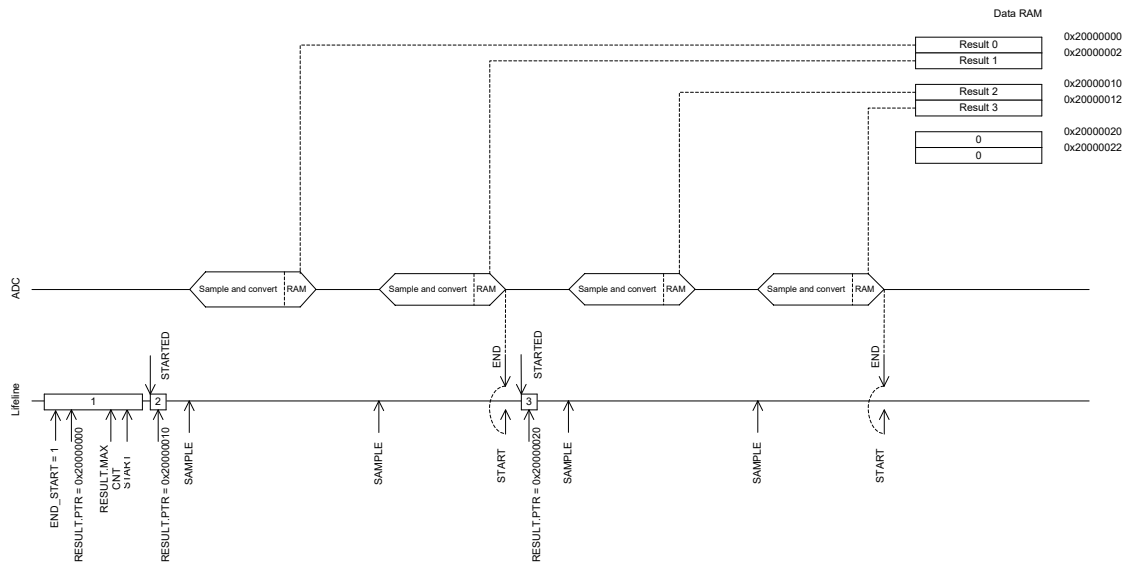 Data RAM
Result 0
0x20000000
Result 1
0x20000002
Result 2
0x20000010
Result 3
0x20000012
0
0x20000020
0
0x20000022
ADC
Sample and convert
RAM
Sample and convert
RAM
Sample and convert
RAM
Sample and convert
RAM
STARTED
END
STARTED
END
Lifeline
1
2
3
END_START = 1
RESULT.PTR = 0x20000000
RESULT.MAX
CNT
START
RESULT.PTR = 0x20000010
SAMPLE
SAMPLE
START
RESULT.PTR = 0x20000020
SAMPLE
SAMPLE
START